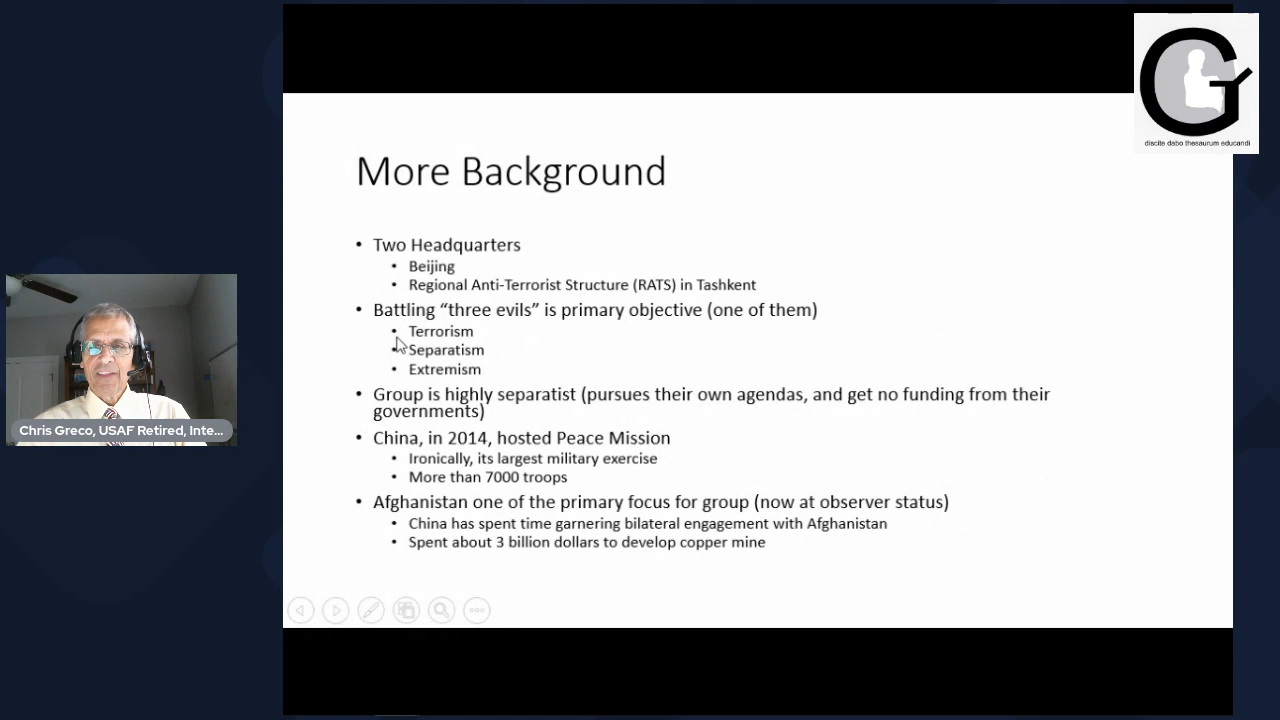 discite dabo thesaurum educandi
More Background
• Two Headquarters
• Beijing
• Regional Anti-Terrorist Structure (RATS) in Tashkent
• Battling “three evils” is primary objective (one of them)
• Terrorism
• Separatism
• Extremism
• Group is highly separatist (pursues their own agendas, and get no funding from their
governments)
• China, in 2014, hosted Peace Mission
• Ironically, its largest military exercise
• More than 7000 troops
• Afghanistan one of the primary focus for group (now at observer status)
• China has spent time garnering bilateral engagement with Afghanistan
• Spent about 3 billion dollars to develop copper mine
Chris Greco, USAF Retired, Inte...